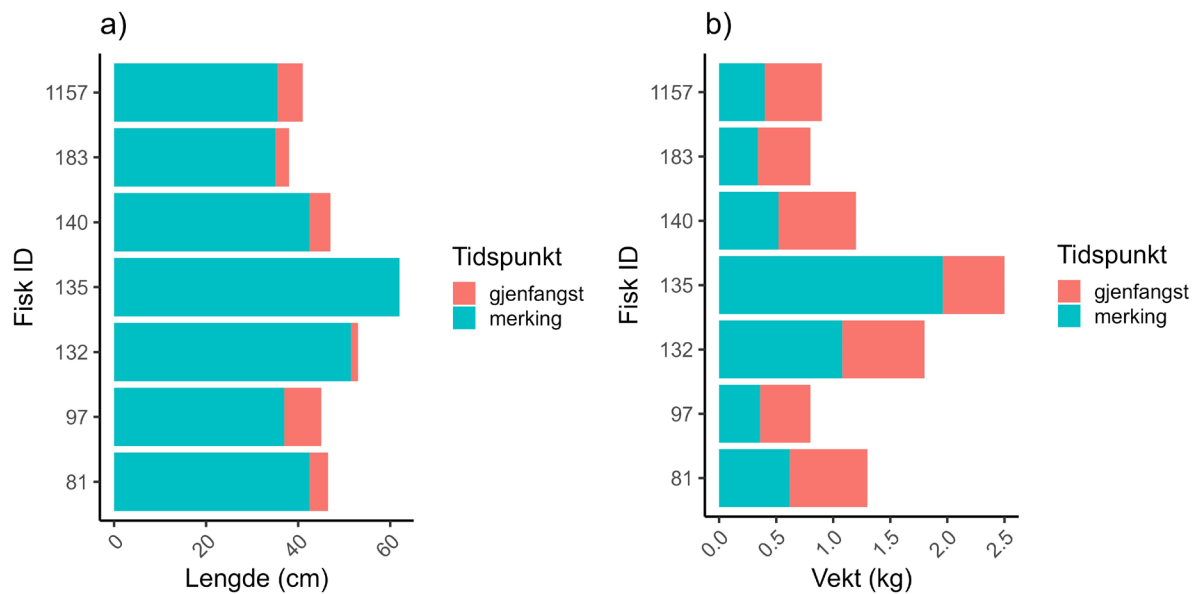 a)
Fisk ID
1157
183
140
135
132
97
81
0
20
40
60
Lengde (cm)
Tidspunkt
gjenfangst
merking
b)
Fisk ID
1157
183
140
135
132
97
81
0.0
0.5
1.0
1.5
2.0
2.5
Vekt (kg)
Tidspunkt
gjenfangst
merking